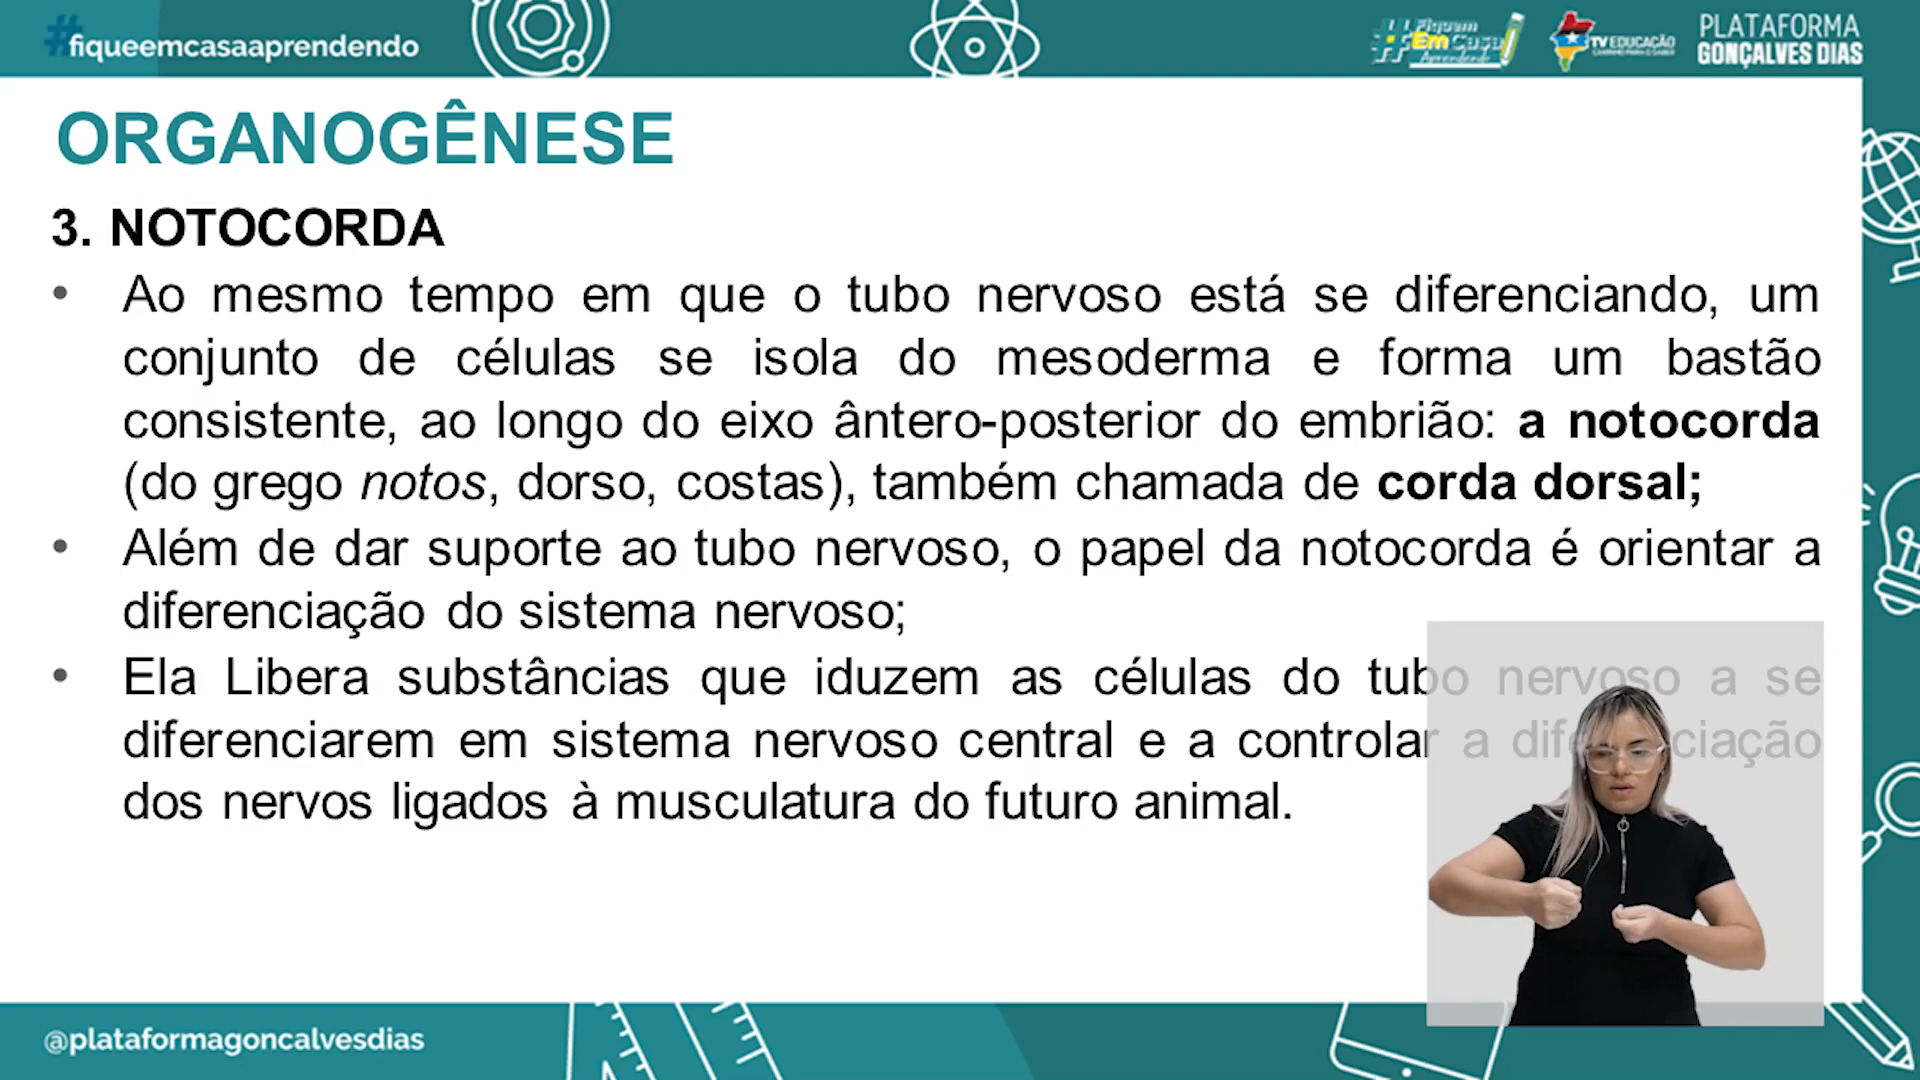 #fiqueemcasaaprendendo
#Fiquem
Em Casa
Aprendendo
TV EDUCAÇÃO
PLATAFORMA
GONÇALVES DIAS
ORGANOGÊNESE
3. NOTOCORDA
• Ao mesmo tempo em que o tubo nervoso está se diferenciando, um
conjunto de células se isola do mesoderma e forma um bastão
consistente, ao longo do eixo ântero-posterior do embrião: a notocorda
(do grego notos, dorso, costas), também chamada de corda dorsal;
• Além de dar suporte ao tubo nervoso, o papel da notocorda é orientar a
diferenciação do sistema nervoso;
• Ela Libera substâncias que iduzem as células do tubo nervoso a se
diferenciarem em sistema nervoso central e a controlar a diferenciação
dos nervos ligados à musculatura do futuro animal.
@plataformagoncalvesdias